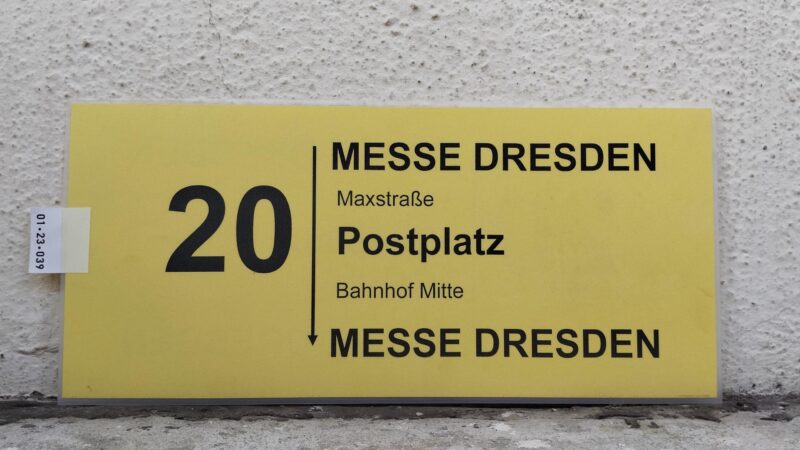 01·23·039
20
MESSE DRESDEN
Maxstraße
Postplatz
Bahnhof Mitte
MESSE DRESDEN